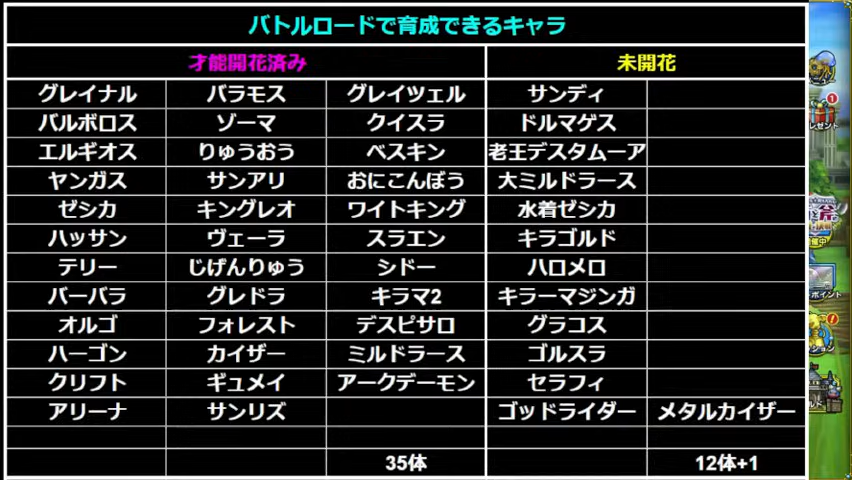 バトルロードで育成できるキャラ
才能開花済み 未開花
グレイナル バラモス グレイツェル サンディ
バルボロス ゾーマ クイスラ ドルマゲス
エルギオス りゅうおう ベスキン 老王デスタムーア
ヤンガス サンアリ おにこんぼう 大ミルドラース
ゼシカ キングレオ ワイトキング 水着ゼシカ
ハッサン ヴェーラ スラエン キラゴルド
テリー じげんりゅう シドー ハロメロ
バーバラ グレドラ キラマ2 キラーマジンガ
オルゴ フォレスト デスピサロ グラコス
ハーゴン カイザー ミルドラース ゴルスラ
クリフト ギュメイ アークデーモン セラフィ
アリーナ サンリズ ゴッドライダー メタルカイザー
35体 12体+1